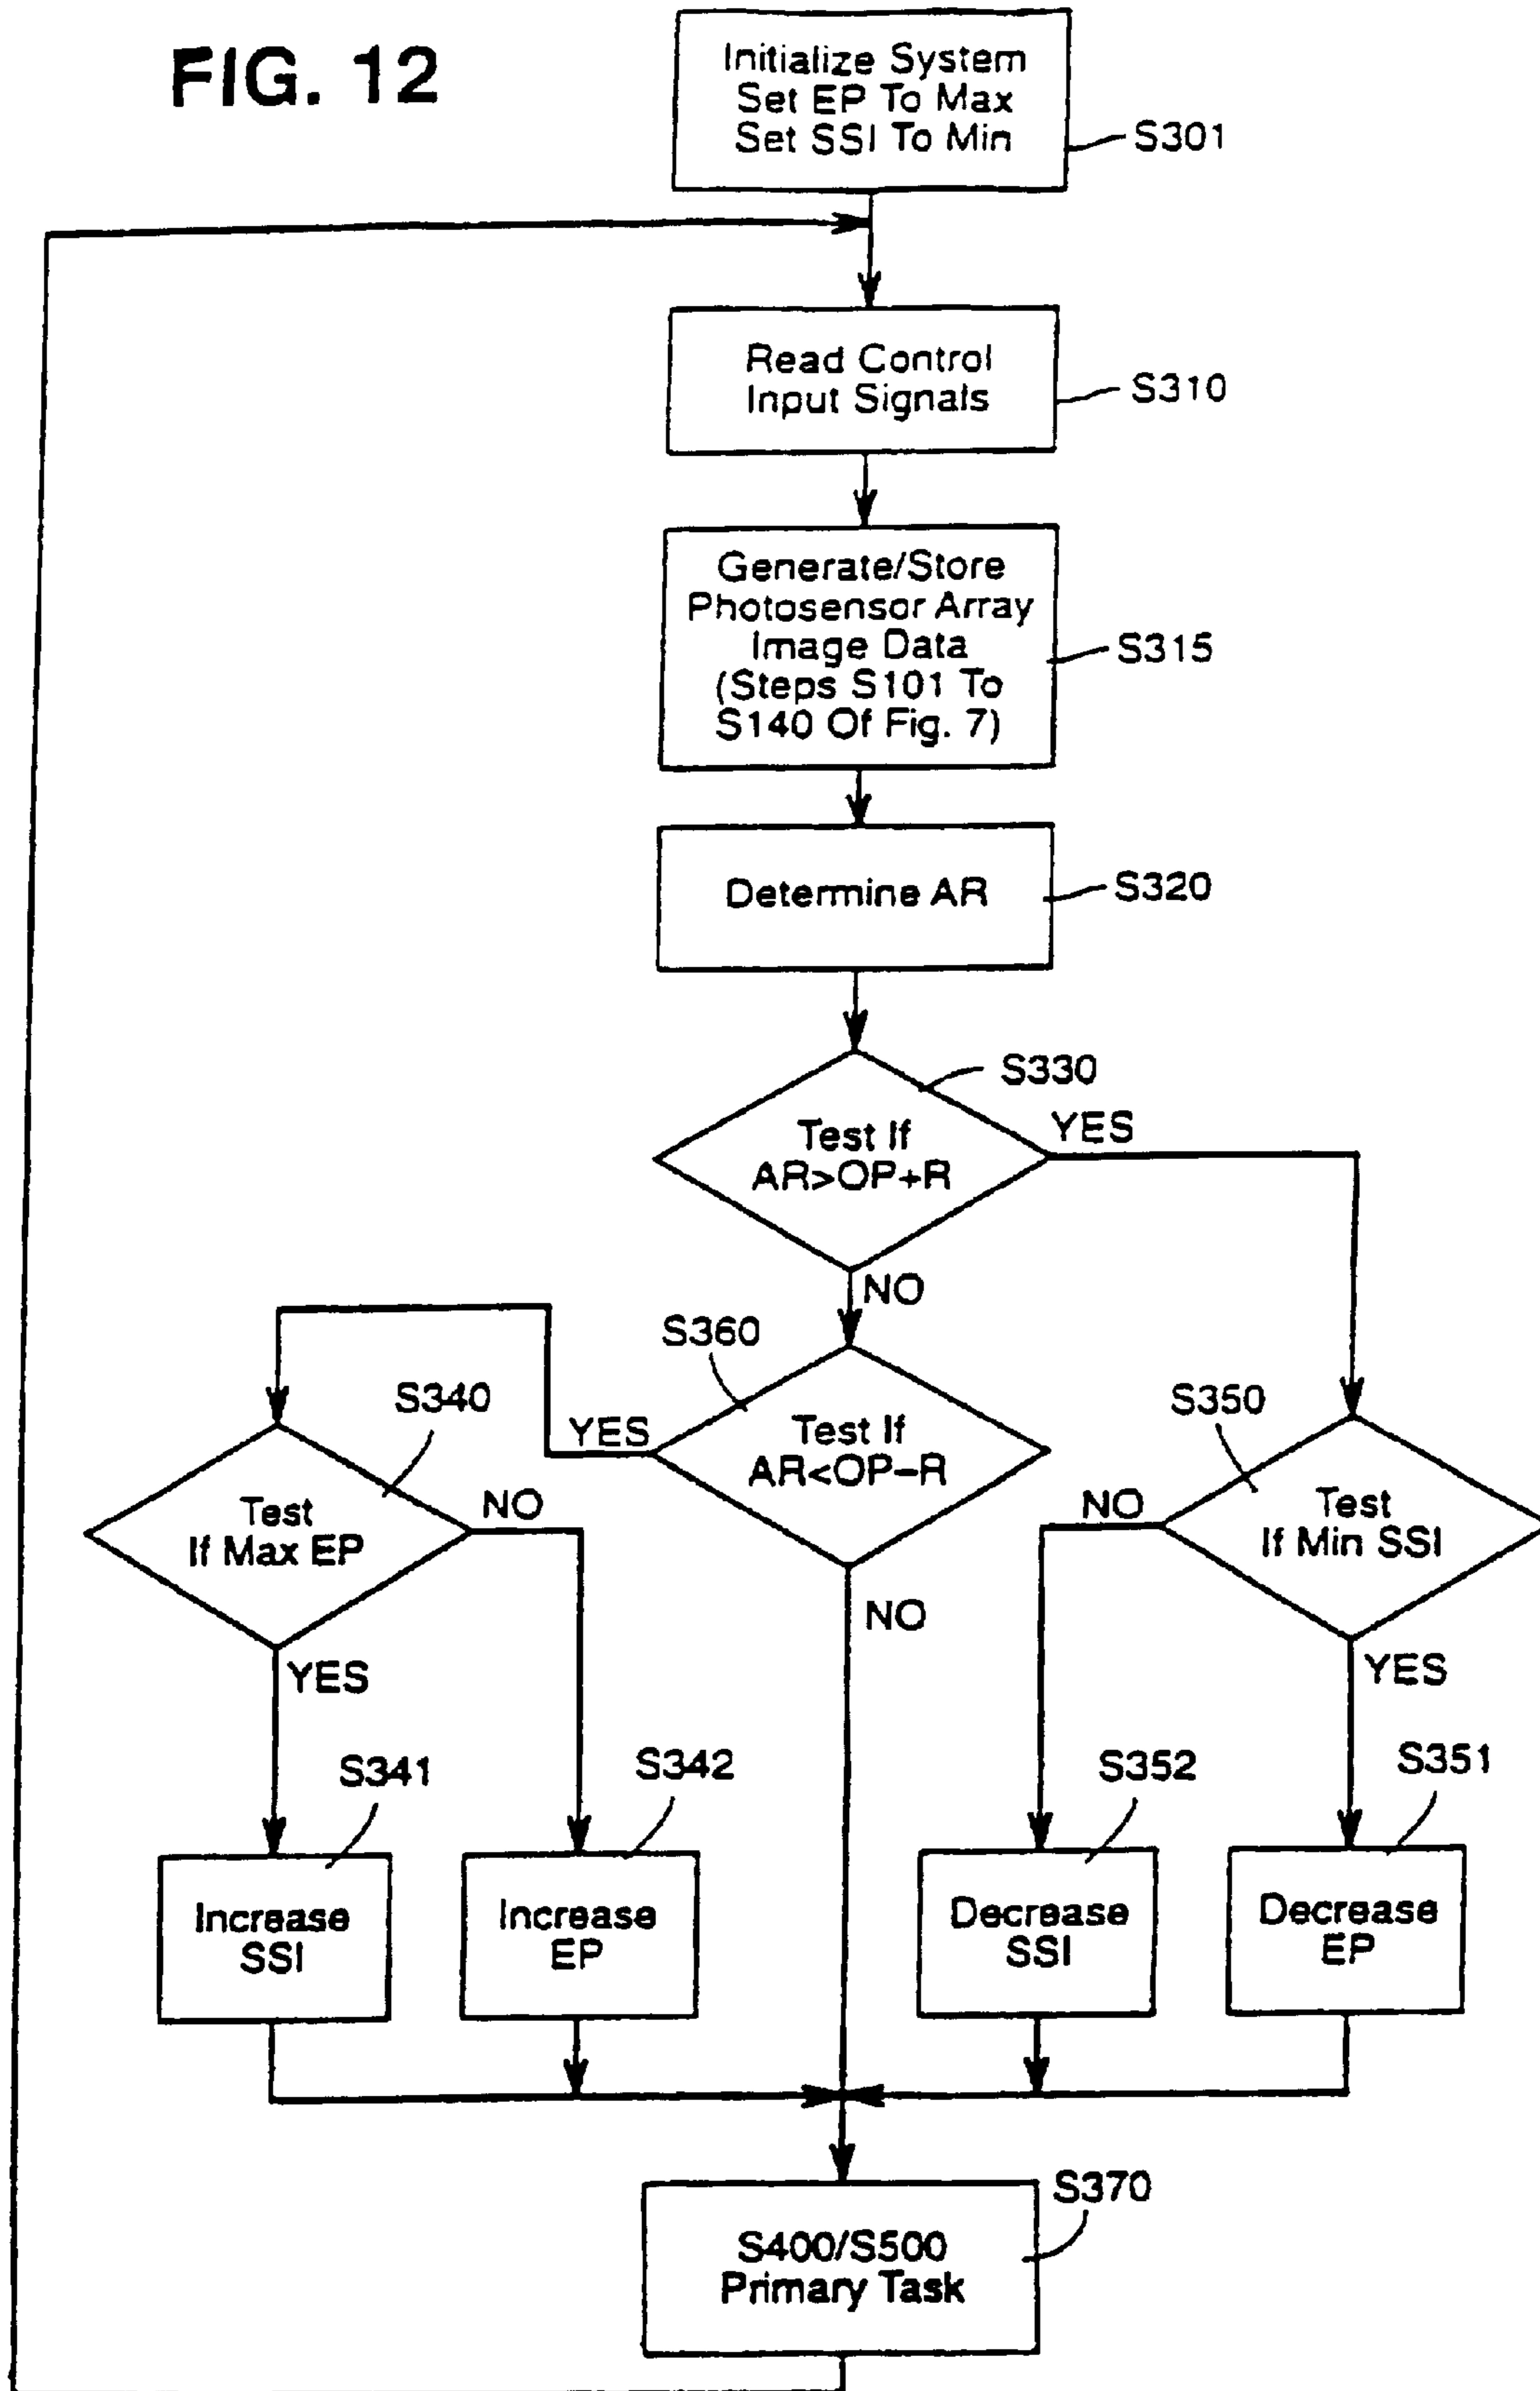 FIG. 12
Initialize System
Set EP To Max
Set SSI To Min
S301
Read Control
Input Signals
S310
Generate/Store
Photosensor Array
Image Data
(Steps S101 To
S140 Of Fig. 7)
S315
Determine AR
S320
S330
Test If
AR>OP+R
YES
NO
S360
Test If
AR<OP-R
YES
NO
S340
Test
If Max EP
NO
YES
S350
Test
If Min SSI
NO
YES
S341
Increase
SSI
S342
Increase
EP
S352
Decrease
SSI
S351
Decrease
EP
S370
S400/S500
Primary Task